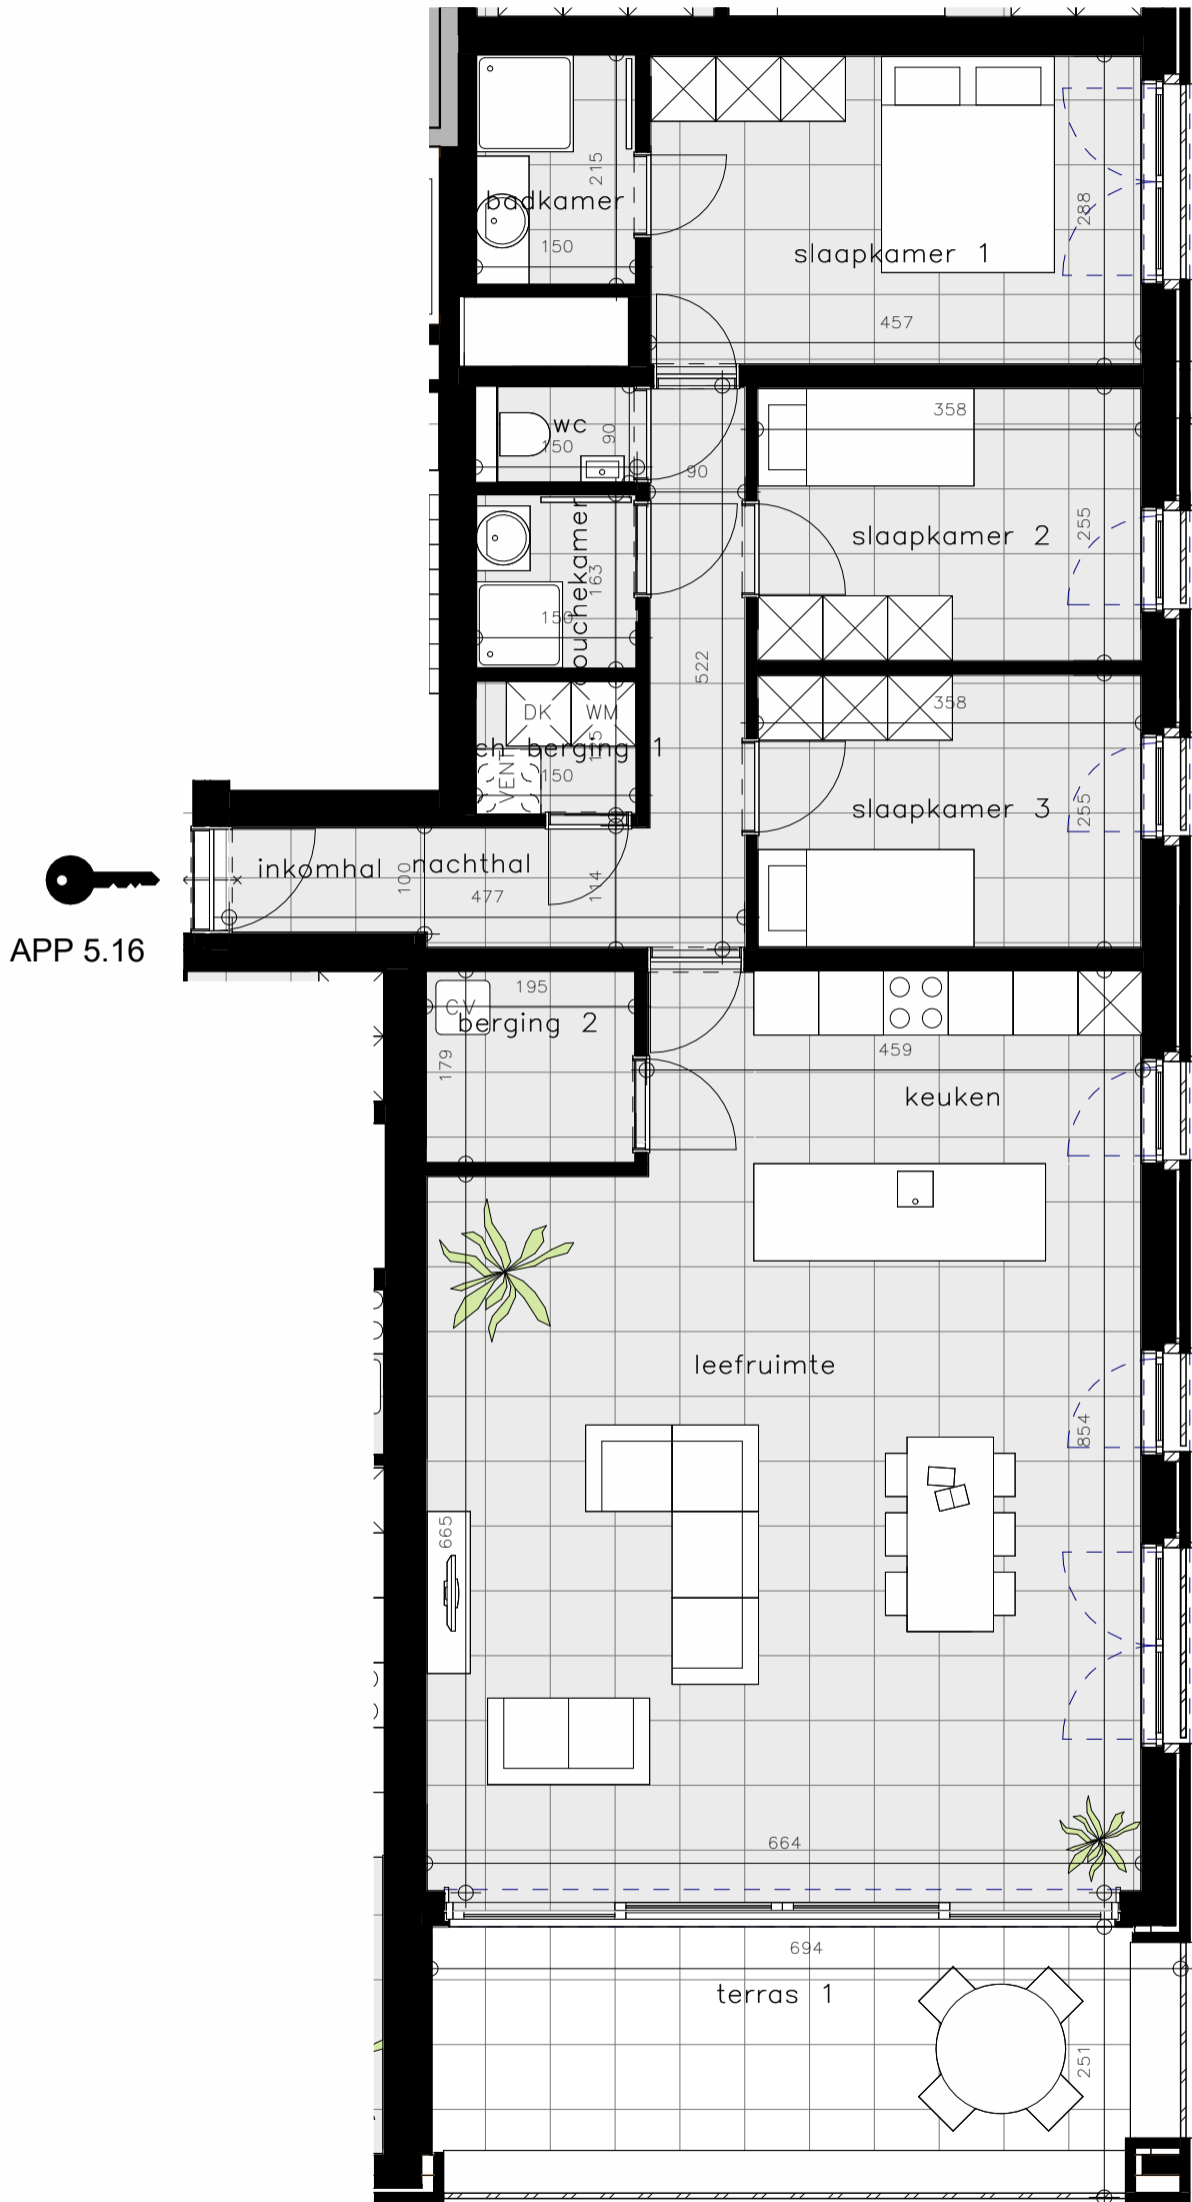 215
badkamer
150
288
slaapkamer 1
457
358
wc
150
90
90
255
slaapkamer 2
douchekamer
163
150
522
DK
WM
358
berging 1
150
VENT
slaapkamer 3
255
inkomhal
nachthal
100
477
114
APP 5.16
195
CV
berging 2
179
459
keuken
leefruimte
854
665
664
694
terras 1
251